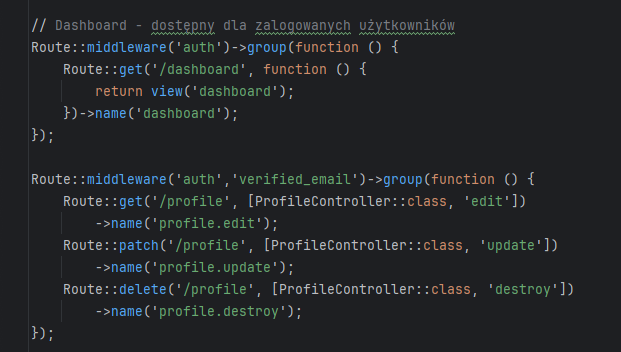 // Dashboard - dostępny dla zalogowanych użytkowników
Route::middleware('auth')->group(function () {
    Route::get('/dashboard', function () {
        return view('dashboard');
    })->name('dashboard');
});

Route::middleware('auth','verified_email')->group(function () {
    Route::get('/profile', [ProfileController::class, 'edit'])
        ->name('profile.edit');
    Route::patch('/profile', [ProfileController::class, 'update'])
        ->name('profile.update');
    Route::delete('/profile', [ProfileController::class, 'destroy'])
        ->name('profile.destroy');
});